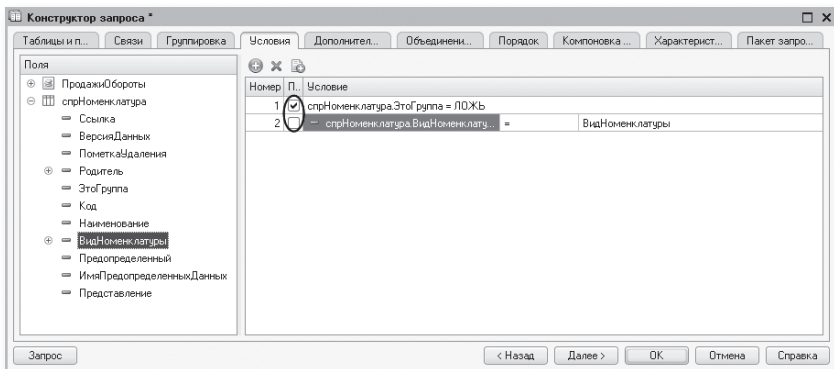 Конструктор запроса *
Таблицы и п... Связи Группировка Условия Дополнител... Объединени... Порядок Компоновка ... Характерист... Пакет запро...
Поля
ПродажиОбороты
спрНоменклатура
Ссылка
ВерсияДанных
ПометкаУдаления
Родитель
ЭтоГруппа
Код
Наименование
ВидНоменклатуры
Предопределенный
ИмяПредопределенныхДанных
Представление
Номер П.. Условие
1 спрНоменклатура.ЭтоГруппа = ЛОЖЬ
2 спрНоменклатура.ВидНоменклату... = ВидНоменклатуры
Запрос < Назад Далее > OK Отмена Справка